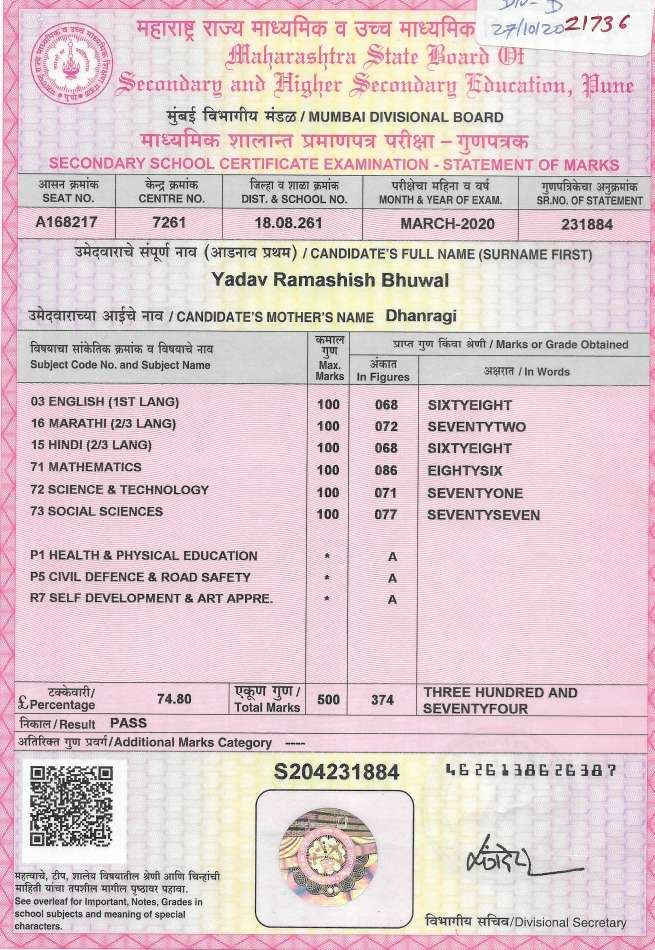 DIV-D
27/10/20
21736
महाराष्ट्र राज्य माध्यमिक व उच्च माध्यमिक
Maharashtra State Board Of
Secondary and Higher Secondary Education, Pune
मुंबई विभागीय मंडळ / MUMBAI DIVISIONAL BOARD
माध्यमिक शालान्त प्रमाणपत्र परीक्षा – गुणपत्रक
SECONDARY SCHOOL CERTIFICATE EXAMINATION - STATEMENT OF MARKS
आसन क्रमांक केन्द्र क्रमांक जिल्हा व शाळा क्रमांक परीक्षेचा महिना व वर्ष गुणपत्रिकेचा अनुक्रमांक
SEAT NO. CENTRE NO. DIST. & SCHOOL NO. MONTH & YEAR OF EXAM. SR.NO. OF STATEMENT
A168217 7261 18.08.261 MARCH-2020 231884
उमेदवाराचे संपूर्ण नाव (आडनाव प्रथम) / CANDIDATE'S FULL NAME (SURNAME FIRST)
Yadav Ramashish Bhuwal
उमेदवाराच्या आईचे नाव / CANDIDATE'S MOTHER'S NAME Dhanragi
विषयाचा सांकेतिक क्रमांक व विषयाचे नाव
Subject Code No. and Subject Name
कमाल
गुण
Max.
Marks
प्राप्त गुण किंवा श्रेणी / Marks or Grade Obtained
अंकात
In Figures
अक्षरात / In Words
03 ENGLISH (1ST LANG) 100 068 SIXTYEIGHT
16 MARATHI (2/3 LANG) 100 072 SEVENTYTWO
15 HINDI (2/3 LANG) 100 068 SIXTYEIGHT
71 MATHEMATICS 100 086 EIGHTYSIX
72 SCIENCE & TECHNOLOGY 100 071 SEVENTYONE
73 SOCIAL SCIENCES 100 077 SEVENTYSEVEN
P1 HEALTH & PHYSICAL EDUCATION * A
P5 CIVIL DEFENCE & ROAD SAFETY * A
R7 SELF DEVELOPMENT & ART APPRE. * A
टक्केवारी/
£Percentage
74.80
एकूण गुण /
Total Marks
500 374
THREE HUNDRED AND
SEVENTYFOUR
निकाल / Result PASS
अतिरिक्त गुण प्रवर्ग/Additional Marks Category -----
S204231884
4626138626387
महत्वाचे, टीप, शालेय विषयातील श्रेणी आणि चिन्हांची
माहिती यांचा तपशील मागील पृष्ठावर पहावा.
See overleaf for Important, Notes, Grades in
school subjects and meaning of special
characters.
विभागीय सचिव/Divisional Secretary